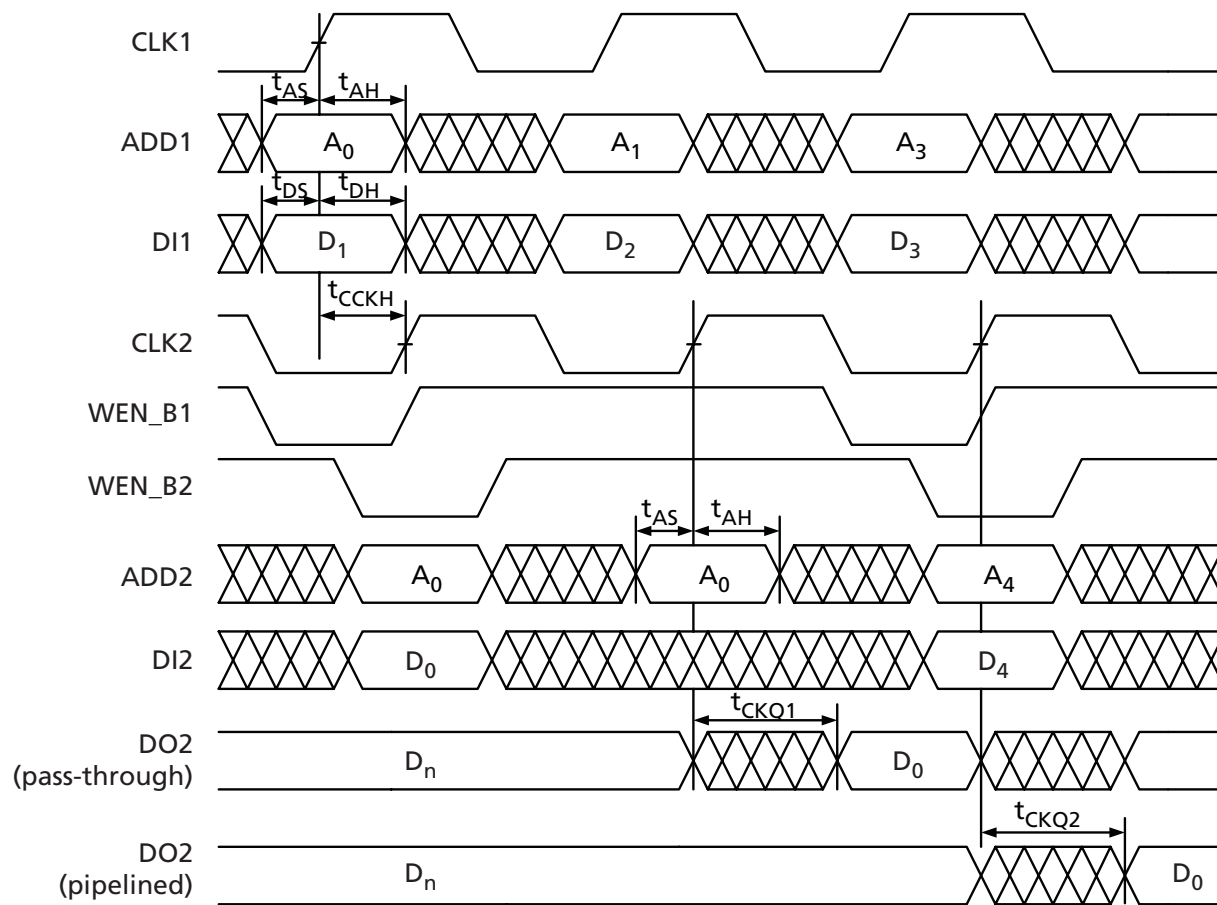 CLK1
tAS tAH
ADD1 A0 A1 A3
tDS tDH
DI1 D1 D2 D3
tCCKH
CLK2
WEN_B1
WEN_B2
tAS tAH
ADD2 A0 A0 A4
DI2 D0 D4
tCKQ1
DO2
(pass-through) Dn D0
tCKQ2
DO2
(pipelined) Dn D0